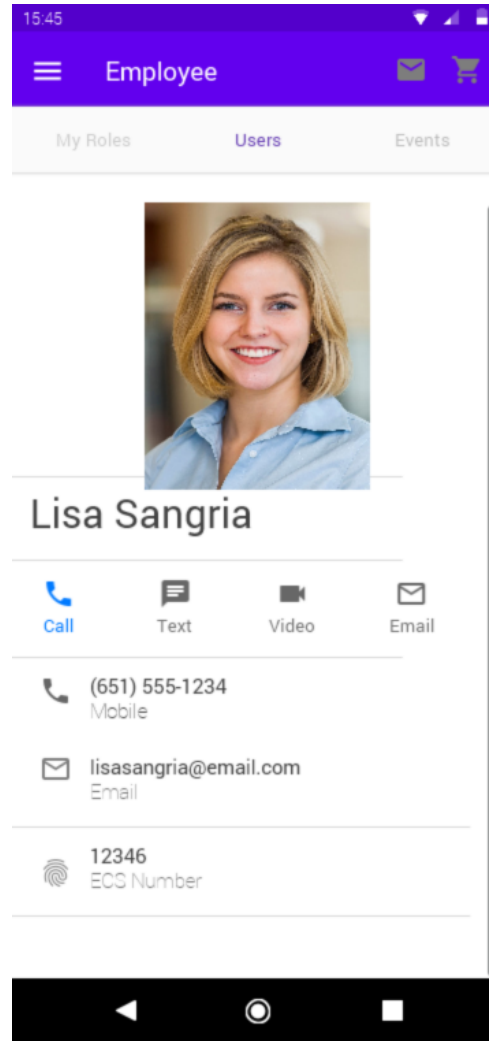 15:45
Employee
My Roles Users Events
Lisa Sangria
Call Text Video Email
(651) 555-1234
Mobile
lisasangria@email.com
Email
12346
ECS Number